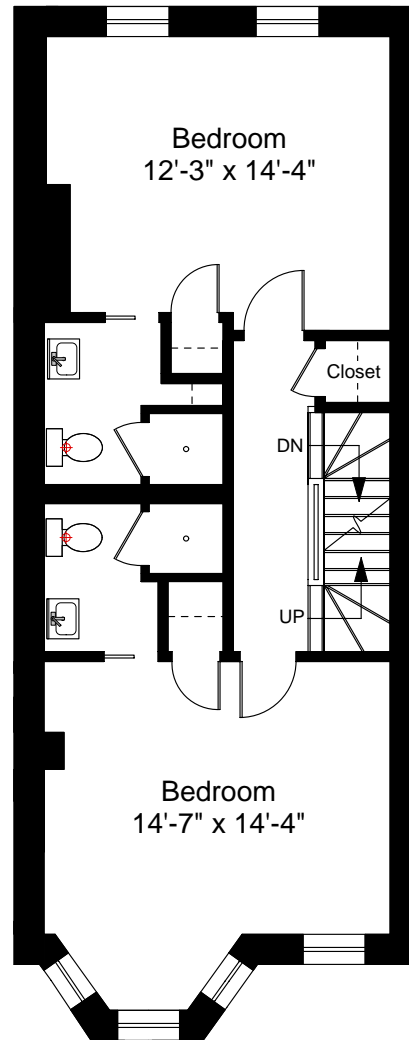 Bedroom
12'-3" x 14'-4"
Closet
DN
UP
Bedroom
14'-7" x 14'-4"